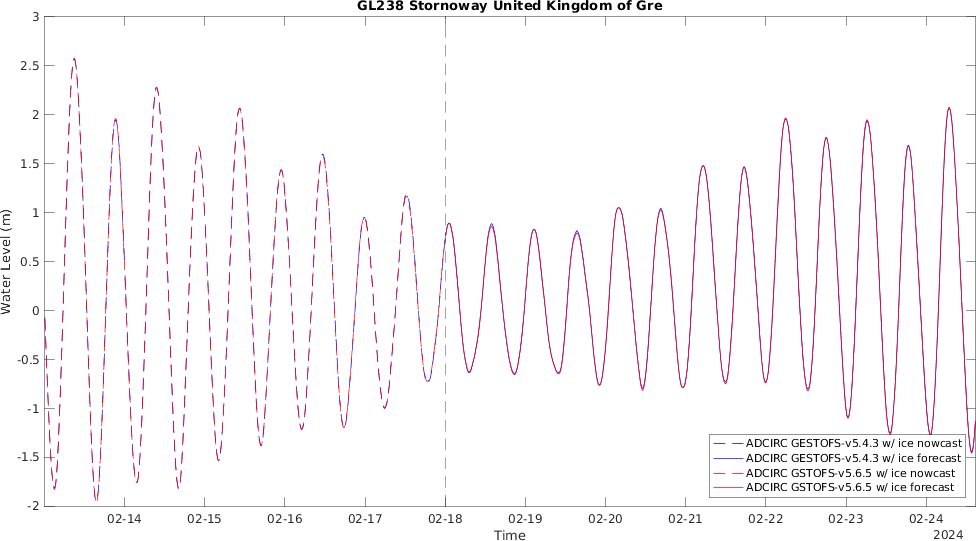 GL238 Stornoway United Kingdom of Gre
3
2.5
2
1.5
1
0.5
0
-0.5
-1
-1.5
-2
Water Level (m)
ADCIRC GESTOFS-v5.4.3 w/ ice nowcast
ADCIRC GESTOFS-v5.4.3 w/ ice forecast
ADCIRC GSTOFS-v5.6.5 w/ ice nowcast
ADCIRC GSTOFS-v5.6.5 w/ ice forecast
02-14 02-15 02-16 02-17 02-18 02-19 02-20 02-21 02-22 02-23 02-24
Time
2024